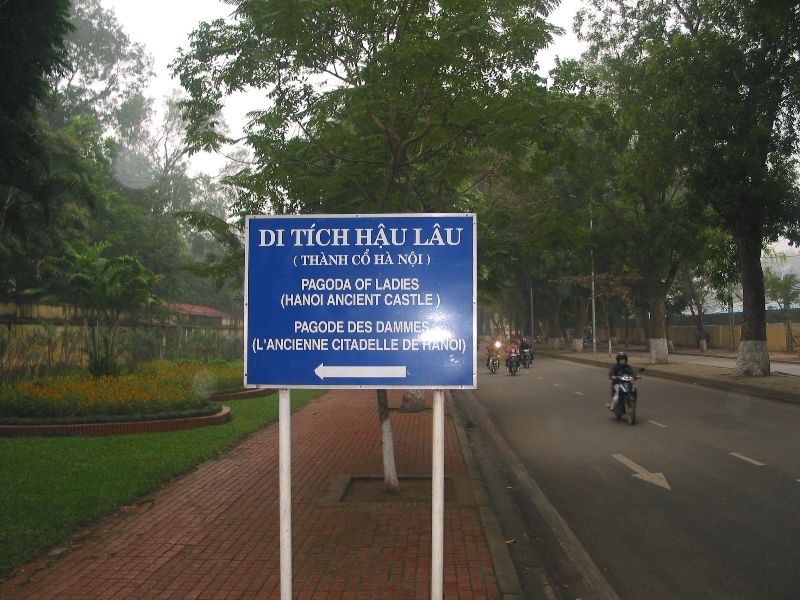 DI TÍCH HẬU LÂU
( THÀNH CỔ HÀ NỘI )
PAGODA OF LADIES
(HANOI ANCIENT CASTLE )
PAGODE DES DAMMES
(L'ANCIENNE CITADELLE DE HANOI)